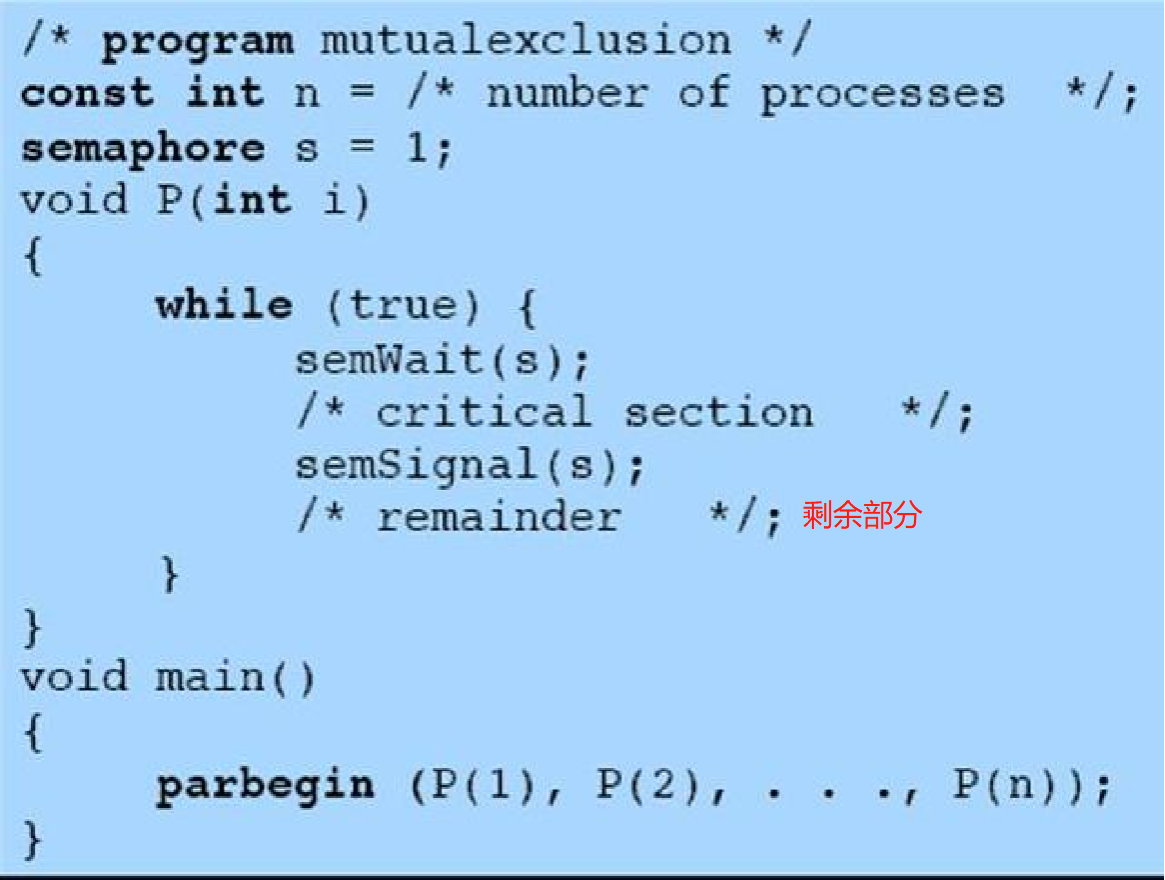 /* program mutualexclusion */
const int n = /* number of processes */;
semaphore s = 1;
void P(int i)
{
while (true) {
semWait(s);
/* critical section */;
semSignal(s);
/* remainder */; 剩余部分
}
}
void main()
{
parbegin (P(1), P(2), . . ., P(n));
}